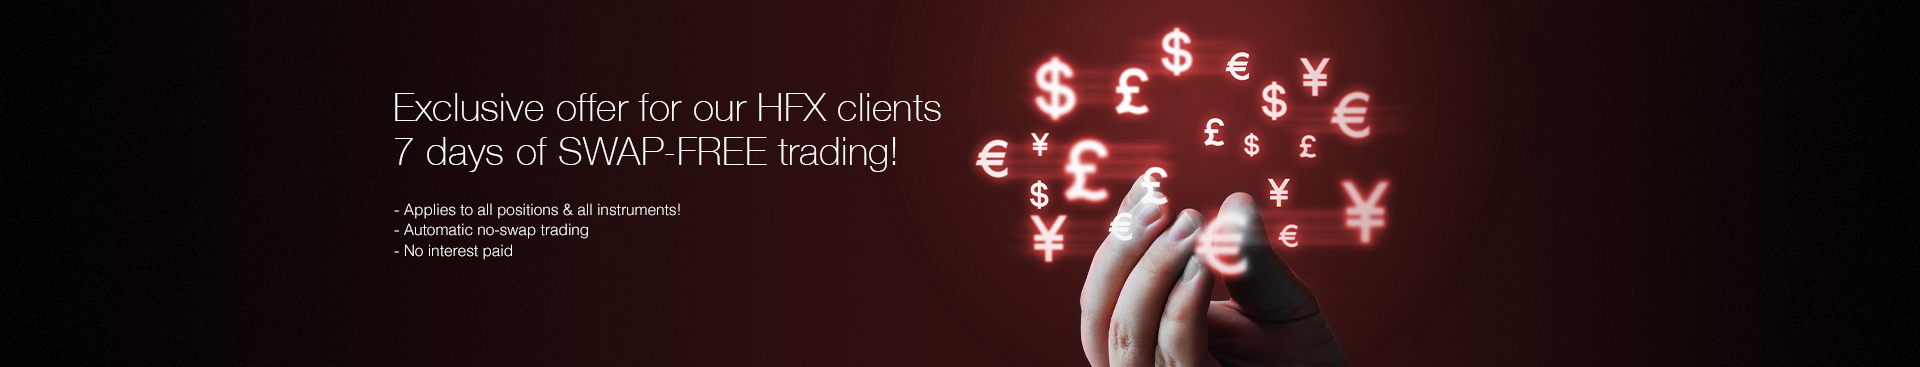 Exclusive offer for our HFX clients
7 days of SWAP-FREE trading!
- Applies to all positions & all instruments!
- Automatic no-swap trading
- No interest paid
$ £ $ € $ ¥ €
€ ¥ £ £ $ £
$ £ ¥ ¥
¥ € € €